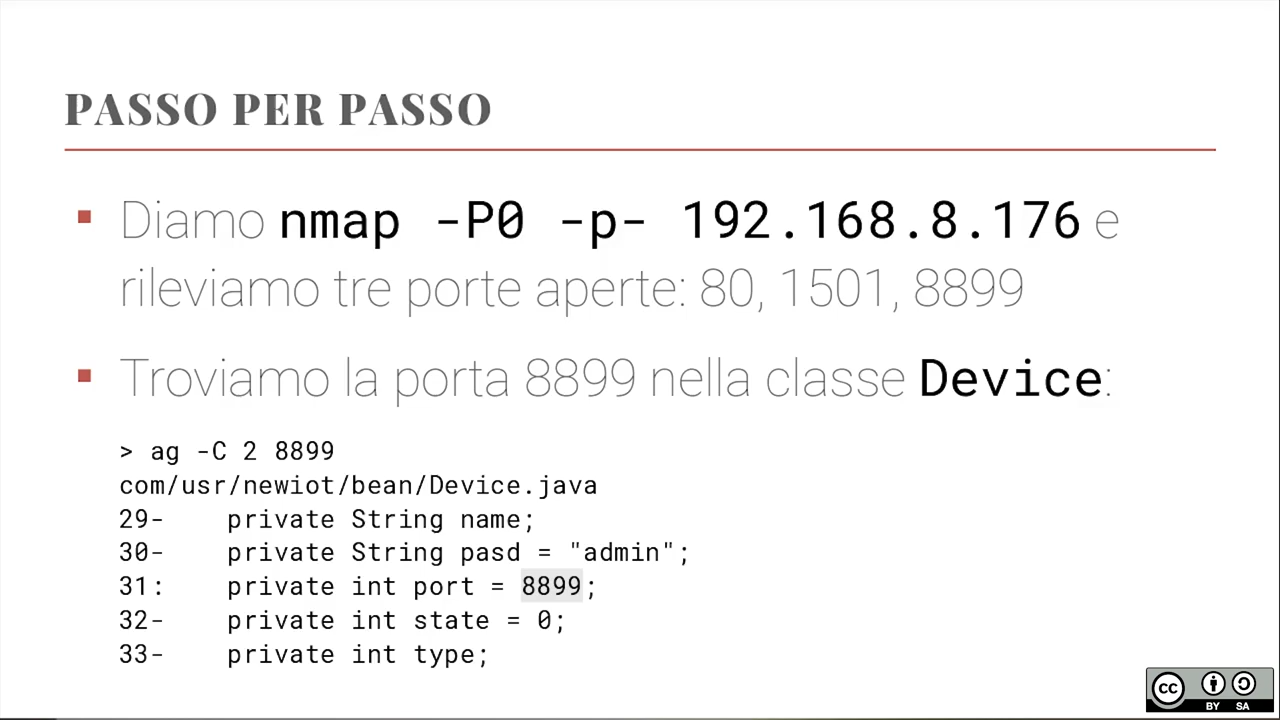 PASSO PER PASSO
Diamo nmap -P0 -p- 192.168.8.176 e
rileviamo tre porte aperte: 80, 1501, 8899
Troviamo la porta 8899 nella classe Device:
> ag -C 2 8899
com/usr/newiot/bean/Device.java
29-    private String name;
30-    private String pasd = "admin";
31:    private int port = 8899;
32-    private int state = 0;
33-    private int type;
cc
BY SA